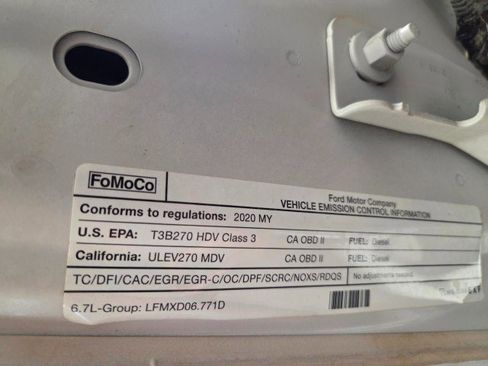 FoMoCo
Ford Motor Company
VEHICLE EMISSION CONTROL INFORMATION
Conforms to regulations: 2020 MY
U.S. EPA: T3B270 HDV Class 3 CA OBD II FUEL: Diesel
California: ULEV270 MDV CA OBD II FUEL: Diesel
TC/DFI/CAC/EGR/EGR-C/OC/DPF/SCRC/NOXS/RDQS No adjustments needed.
6.7L-Group: LFMXD06.771D